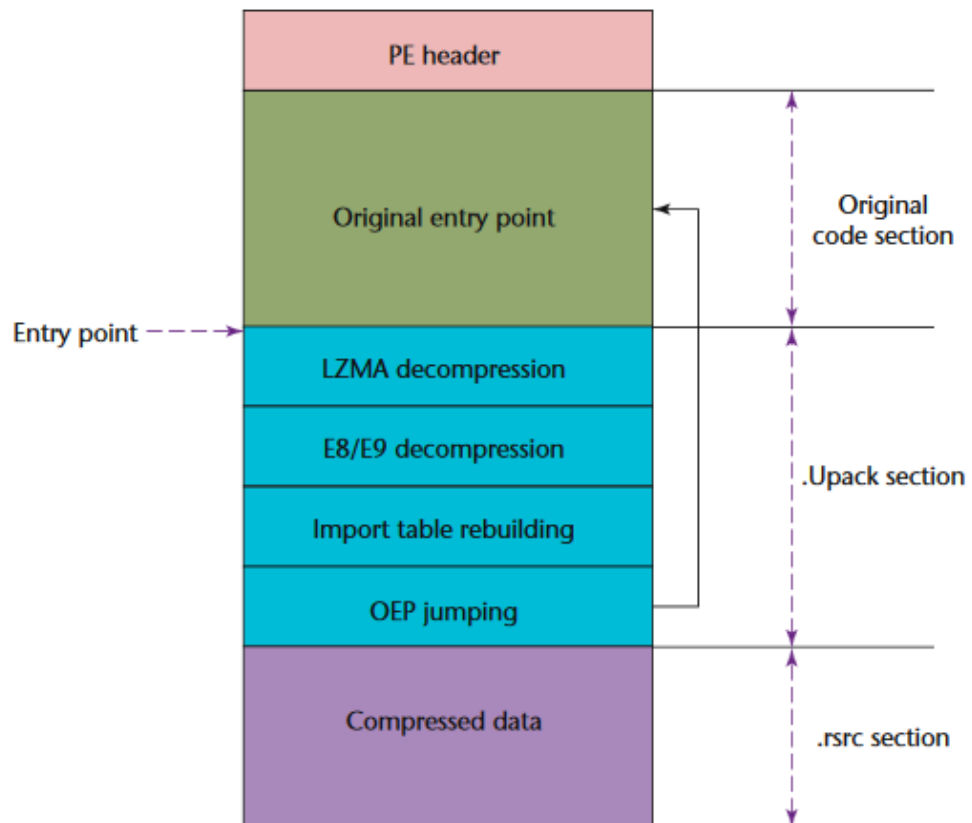 PE header
Original entry point
Original
code section
Entry point
LZMA decompression
E8/E9 decompression
.Upack section
Import table rebuilding
OEP jumping
Compressed data
.rsrc section